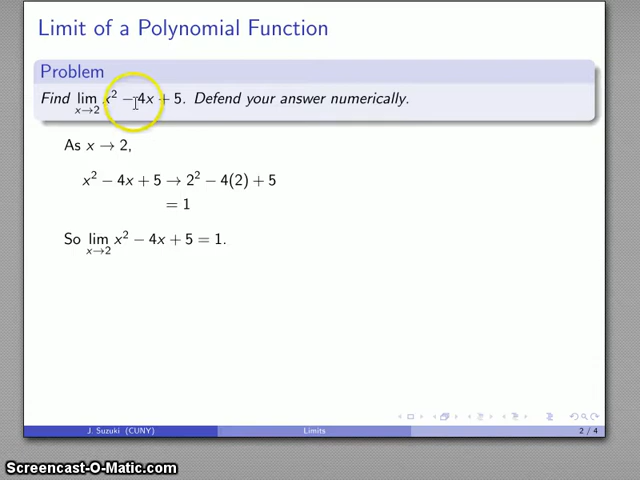 Limit of a Polynomial Function
Problem
Find lim x→2 x² − 4x + 5. Defend your answer numerically.
As x → 2,
x² − 4x + 5 → 2² − 4(2) + 5
= 1
So lim x→2 x² − 4x + 5 = 1.
J. Suzuki (CUNY) Limits 2 / 4
Screencast-O-Matic.com